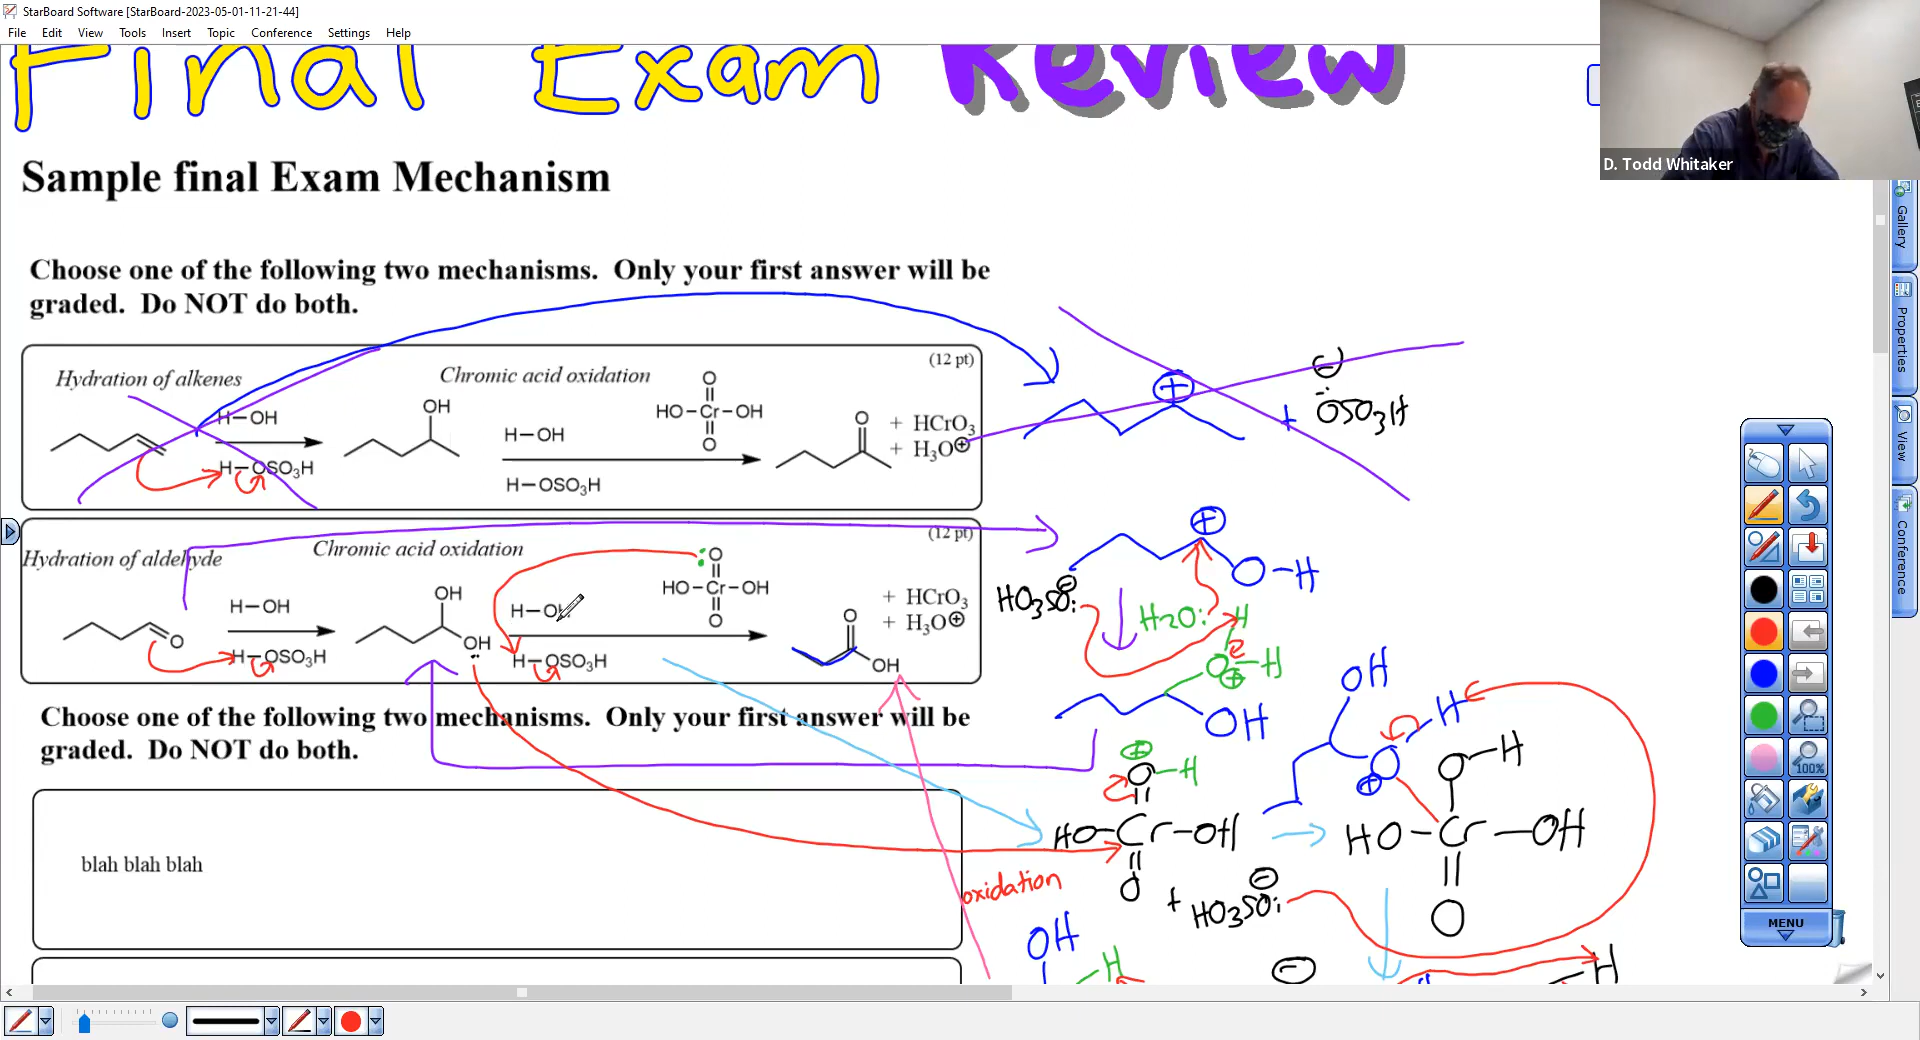 StarBoard Software [StarBoard-2023-05-01-11-21-44]
File Edit View Tools Insert Topic Conference Settings Help
Final Exam Review
D. Todd Whitaker
Sample final Exam Mechanism
Choose one of the following two mechanisms. Only your first answer will be
graded. Do NOT do both.
(12 pt)
Hydration of alkenes
Chromic acid oxidation
H-OH
H-OSO3H
OH
H-OH
H-OSO3H
O
HO-Cr-OH
O
O
+ HCrO3
+ H3O⊕
⊕
+ OSO3H
(12 pt)
Hydration of aldehyde
Chromic acid oxidation
O
H-OH
H-OSO3H
OH
OH
H-O
H-OSO3H
O
HO-Cr-OH
O
O
OH
+ HCrO3
+ H3O⊕
⊕
O-H
HO3SO:
H2O:
H
O-H
⊕
OH
Choose one of the following two mechanisms. Only your first answer will be
graded. Do NOT do both.
blah blah blah
⊕
O-H
HO-Cr-OH
O
oxidation
+ HO3SO:
OH
H
O
⊕
O-H
HO-Cr-OH
O
OH
H
H
Gallery
Properties
View
Conference
100%
MENU